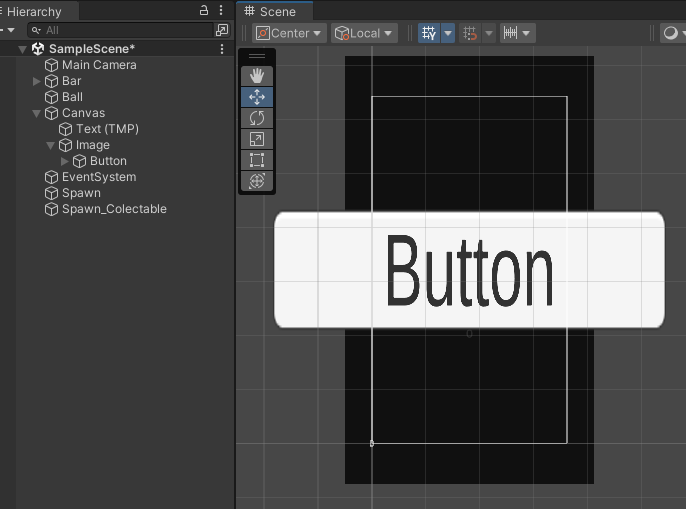 Hierarchy
All
SampleScene*
Main Camera
Bar
Ball
Canvas
Text (TMP)
Image
Button
EventSystem
Spawn
Spawn_Colectable
Scene
Center
Local
Button